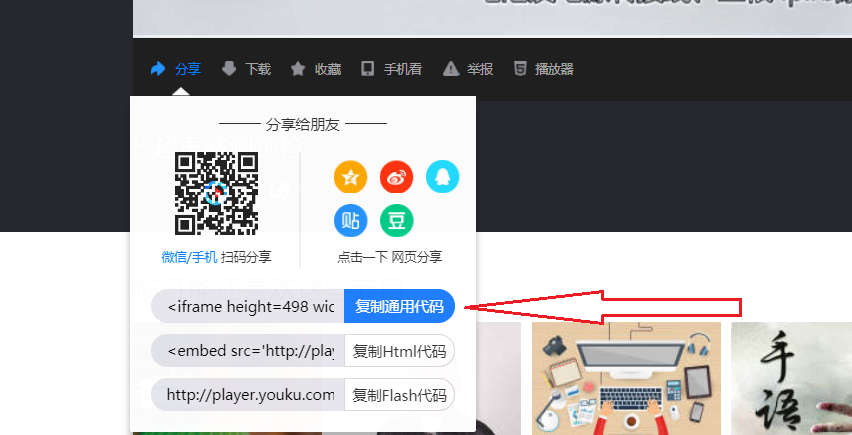 分享
下载
收藏
手机看
举报
播放器
分享给朋友
贴
豆
微信/手机 扫码分享
点击一下 网页分享
<iframe height=498 wid
复制通用代码
<embed src='http://play
复制Html代码
http://player.youku.com
复制Flash代码
手
语